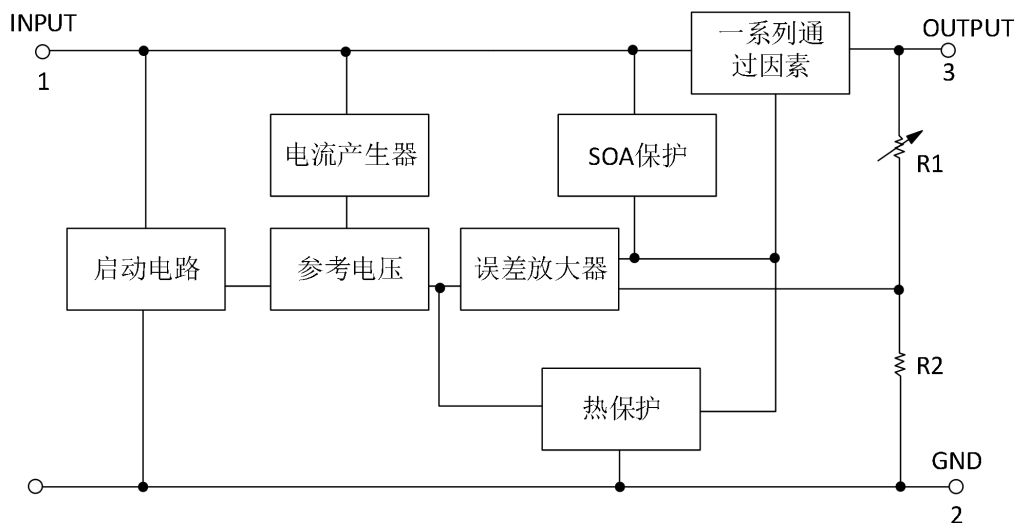 INPUT
1
一系列通
过因素
OUTPUT
3
电流产生器
SOA保护
R1
启动电路
参考电压
误差放大器
R2
热保护
GND
2